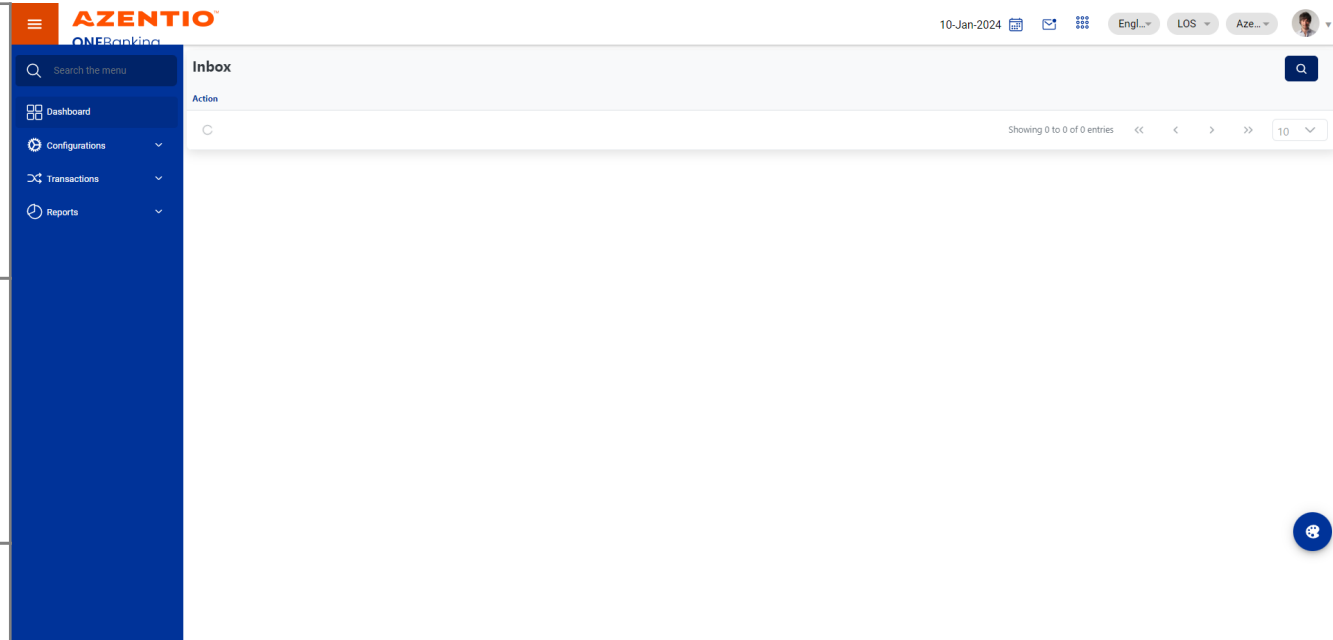 AZENTIO™
ONEBanking
10-Jan-2024
Engl...
LOS
Aze...
Search the menu
Dashboard
Configurations
Transactions
Reports
Inbox
Action
Showing 0 to 0 of 0 entries
10